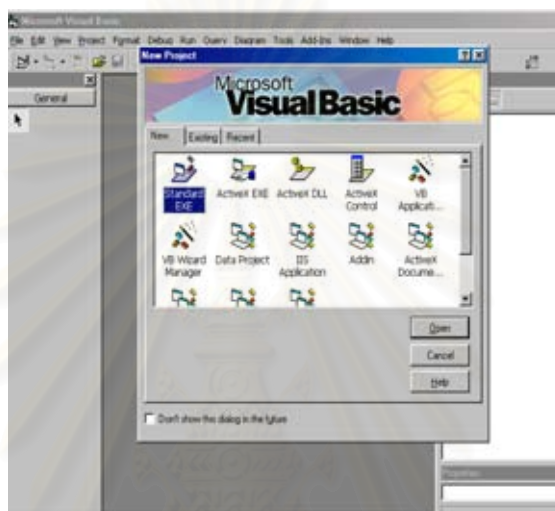 Microsoft Visual Basic
File Edit View Project Format Debug Run Query Diagram Tools Add-Ins Window Help
New Project
General
Microsoft
Visual Basic
New Existing Recent
Standard EXE
ActiveX EXE
ActiveX DLL
ActiveX Control
VB Applicati...
VB Wizard Manager
Data Project
IIS Application
Addin
ActiveX Docume...
Open
Cancel
Help
Don't show this dialog in the future
Properties